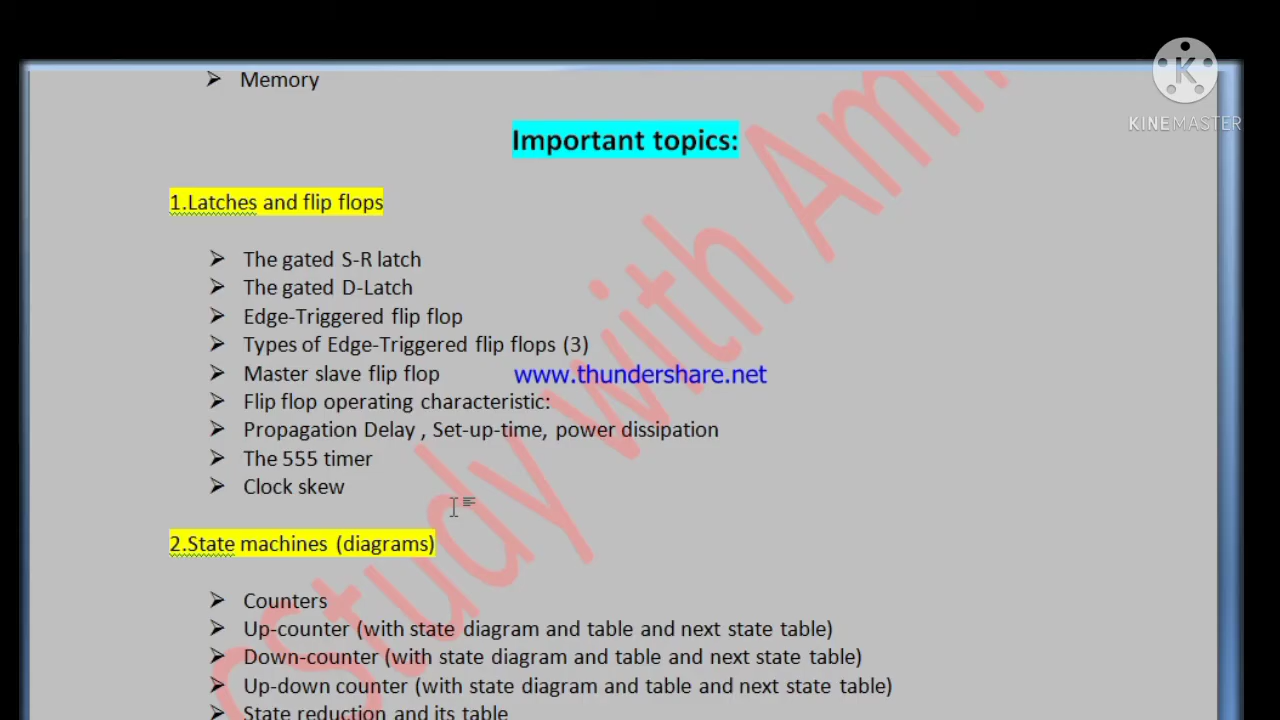 ➢ Memory
KINEMASTER
Important topics:
1.Latches and flip flops
➢ The gated S-R latch
➢ The gated D-Latch
➢ Edge-Triggered flip flop
➢ Types of Edge-Triggered flip flops (3)
➢ Master slave flip flop
www.thundershare.net
➢ Flip flop operating characteristic:
➢ Propagation Delay , Set-up-time, power dissipation
➢ The 555 timer
➢ Clock skew
2.State machines (diagrams)
➢ Counters
➢ Up-counter (with state diagram and table and next state table)
➢ Down-counter (with state diagram and table and next state table)
➢ Up-down counter (with state diagram and table and next state table)
➢ State reduction and its table
Study with